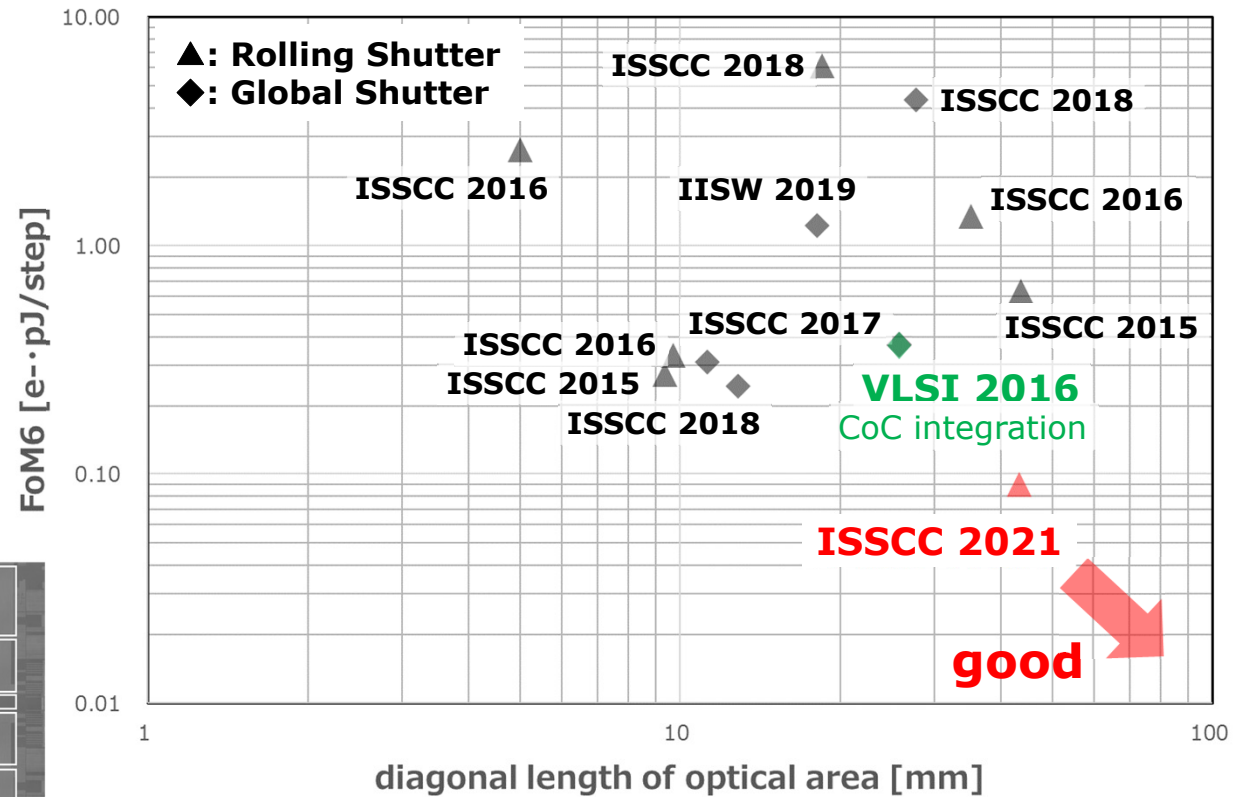 10.00
▲: Rolling Shutter
◆: Global Shutter
ISSCC 2018
ISSCC 2018
ISSCC 2016
IISW 2019
ISSCC 2016
1.00
ISSCC 2017
ISSCC 2015
ISSCC 2016
ISSCC 2015
VLSI 2016
ISSCC 2018
CoC integration
0.10
ISSCC 2021
good
0.01
1
10
100
FoM6 [e-·pJ/step]
diagonal length of optical area [mm]